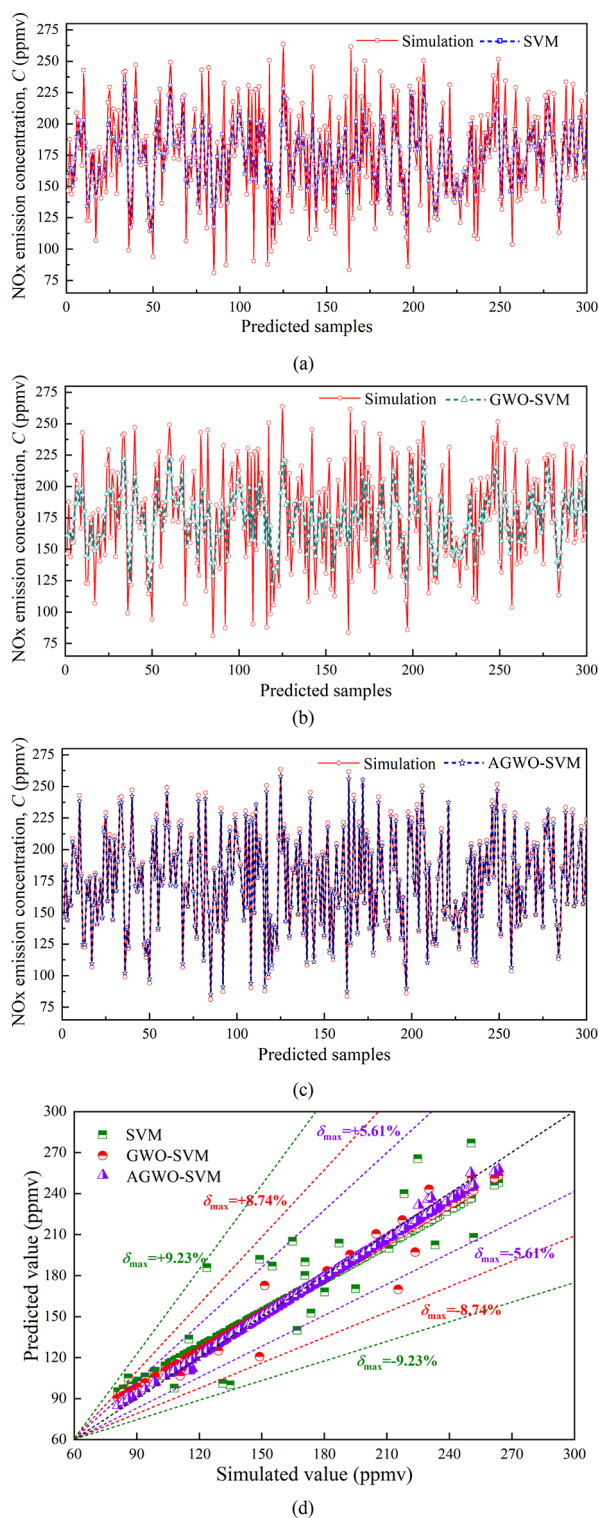 NOx emission concentration, C (ppmv)
275
250
225
200
175
150
125
100
75
Simulation
SVM
0
50
100
150
200
250
300
Predicted samples
(a)
NOx emission concentration, C (ppmv)
275
250
225
200
175
150
125
100
75
Simulation
GWO-SVM
0
50
100
150
200
250
300
Predicted samples
(b)
NOx emission concentration, C (ppmv)
275
250
225
200
175
150
125
100
75
Simulation
AGWO-SVM
0
50
100
150
200
250
300
Predicted samples
(c)
Predicted value (ppmv)
300
270
240
210
180
150
120
90
60
SVM
GWO-SVM
AGWO-SVM
δmax=+5.61%
δmax=+8.74%
δmax=+9.23%
δmax=-5.61%
δmax=-8.74%
δmax=-9.23%
60
90
120
150
180
210
240
270
300
Simulated value (ppmv)
(d)